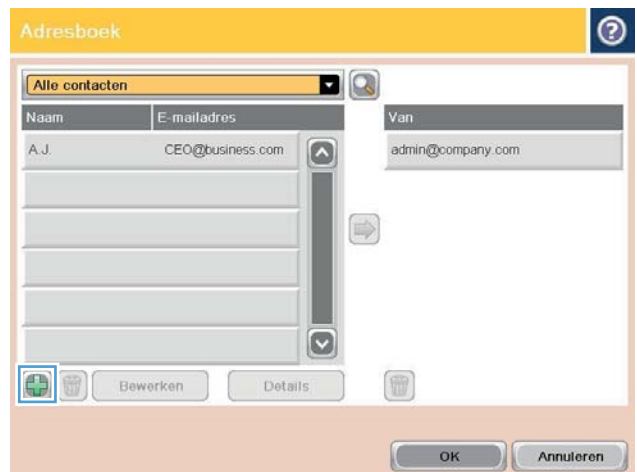 Adresboek
Alle contacten
Naam E-mailadres Van
A.J. CEO@business.com admin@company.com
Bewerken Details
OK Annuleren